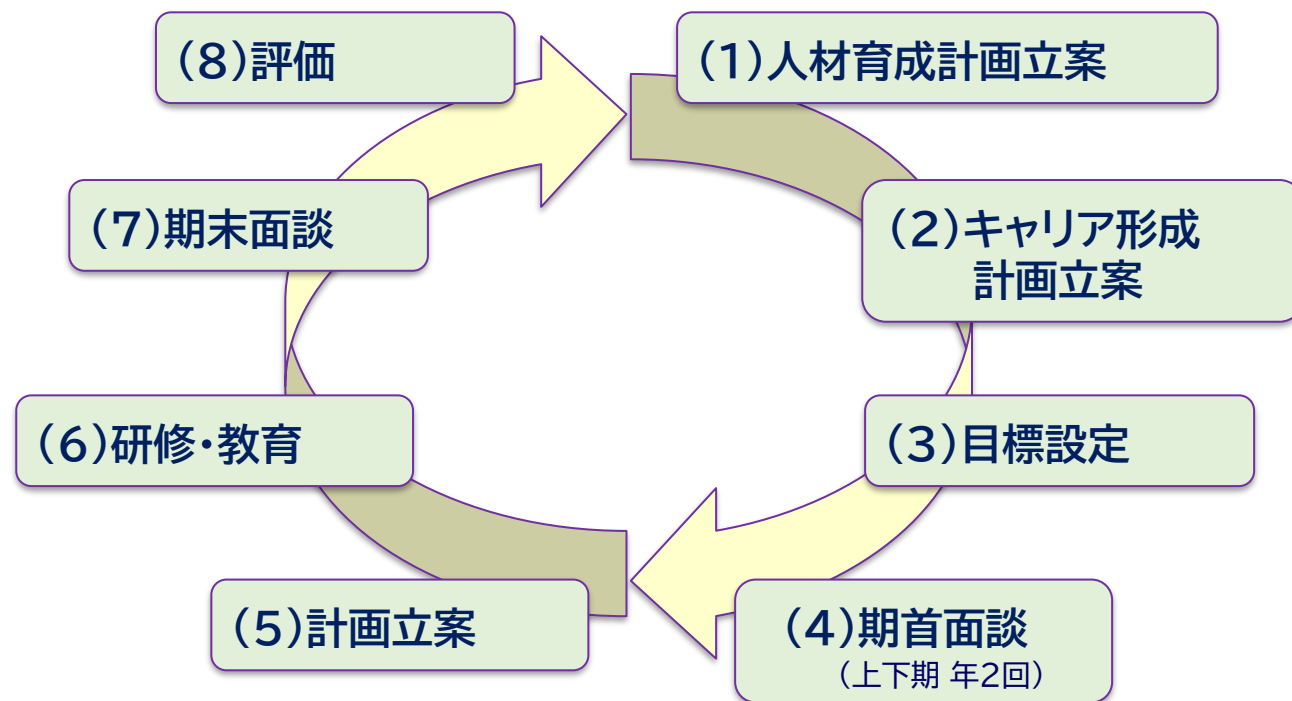 (1)人材育成計画立案
(2)キャリア形成
計画立案
(3)目標設定
(4)期首面談
(上下期 年2回)
(5)計画立案
(6)研修・教育
(7)期末面談
(8)評価